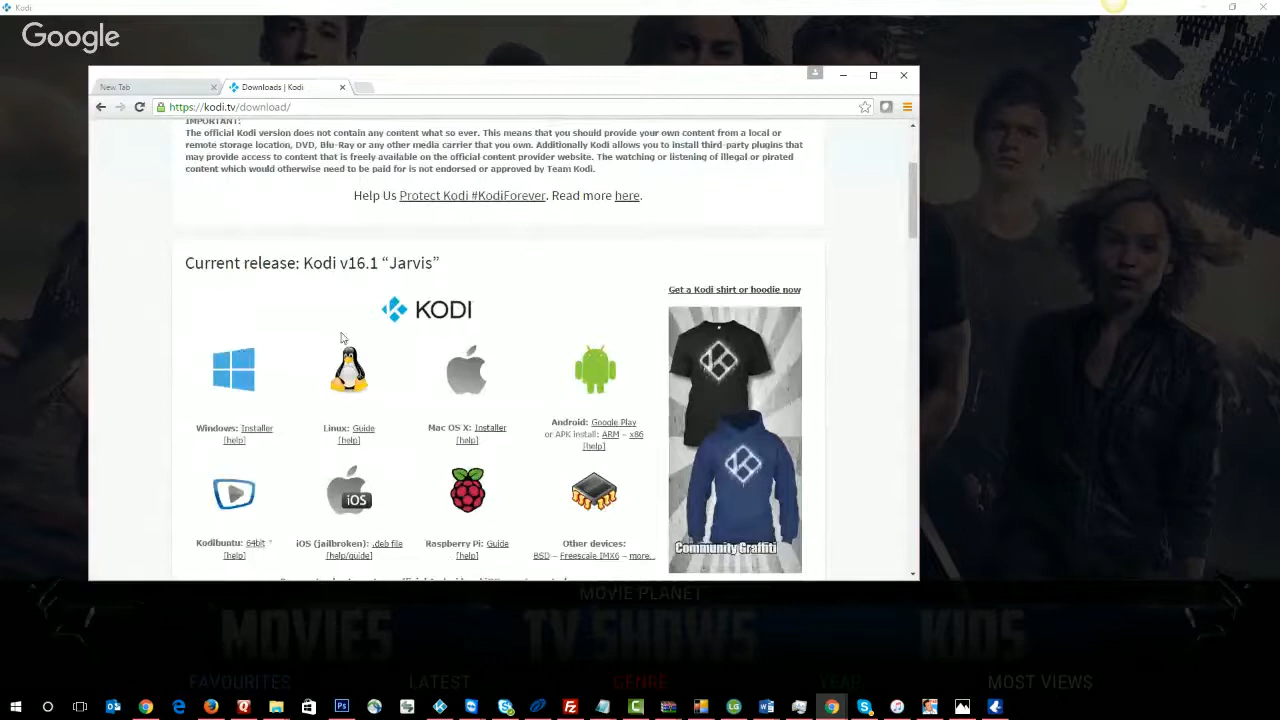 Kodi
Google
New Tab
Downloads | Kodi
https://kodi.tv/download/
IMPORTANT:
The official Kodi version does not contain any content what so ever. This means that you should provide your own content from a local or
remote storage location, DVD, Blu-Ray or any other media carrier that you own. Additionally Kodi allows you to install third-party plugins that
may provide access to content that is freely available on the official content provider website. The watching or listening of illegal or pirated
content which would otherwise need to be paid for is not endorsed or approved by Team Kodi.
Help Us Protect Kodi #KodiForever. Read more here.
Current release: Kodi v16.1 “Jarvis”
KODI
Get a Kodi shirt or hoodie now
Windows: Installer
[help]
Linux: Guide
[help]
Mac OS X: Installer
[help]
Android: Google Play
or APK install: ARM – x86
[help]
iOS
Kodibuntu: 64bit *
[help]
iOS (jailbroken): .deb file
[help/guide]
Raspberry Pi: Guide
[help]
Other devices:
BSD – Freescale IMX6 – more...
Community Graffiti
MOVIE PLANET
MOVIES
TV SHOWS
KIDS
FAVOURITES
LATEST
GENRE
YEAR
MOST VIEWS